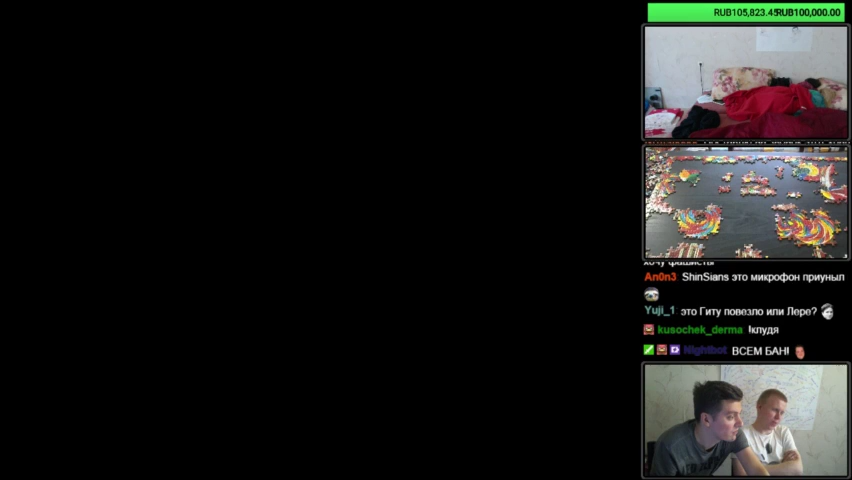 RUB105,823.45RUB100,000.00
хочу фашисты
An0n3 ShinSians это микрофон приуныл
Yuji_1 это Гиту повезло или Лере?
kusochek_derma !клудя
Nightbot ВСЕМ БАН!